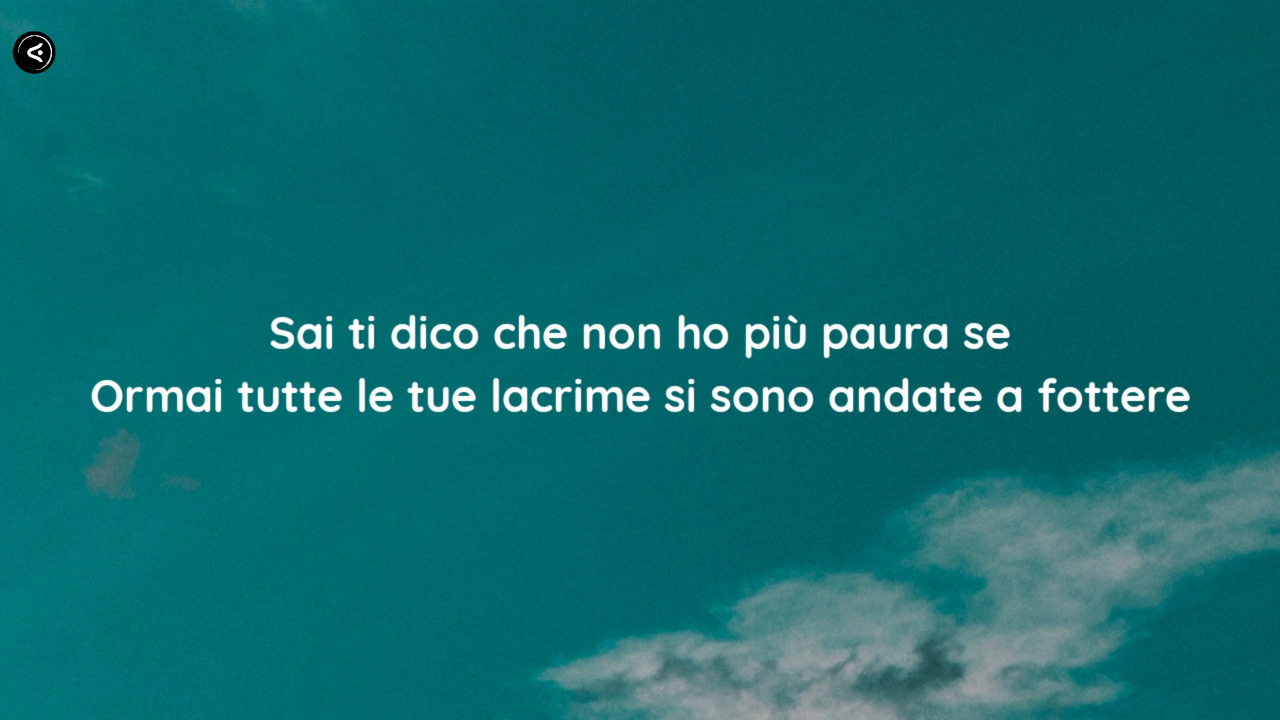 Sai ti dico che non ho più paura se
Ormai tutte le tue lacrime si sono andate a fottere